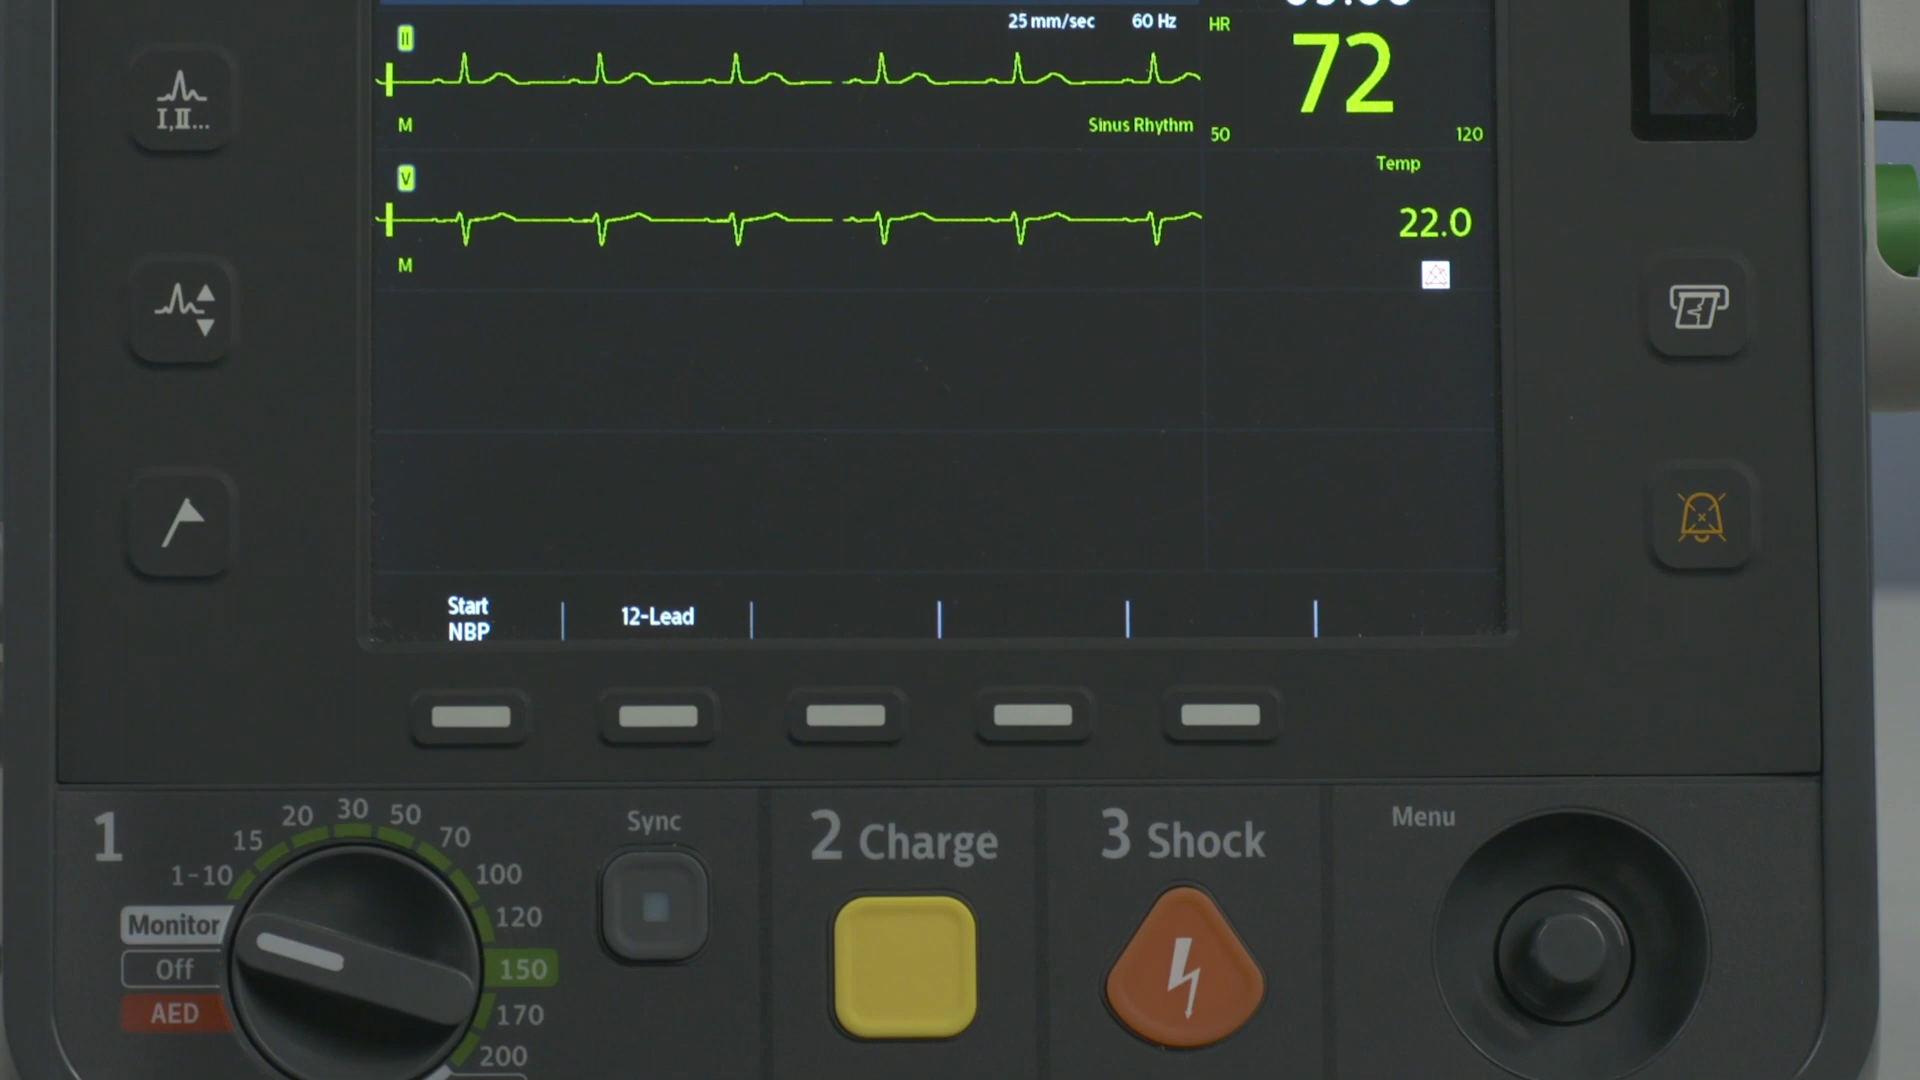 25 mm/sec 60 Hz HR
II
72
I,II...
M
Sinus Rhythm 50 120
Temp
V
22.0
M
Start
NBP
12-Lead
1
1-10
15
20
30
50
70
100
120
150
170
200
Monitor
Off
AED
Sync
2 Charge
3 Shock
Menu